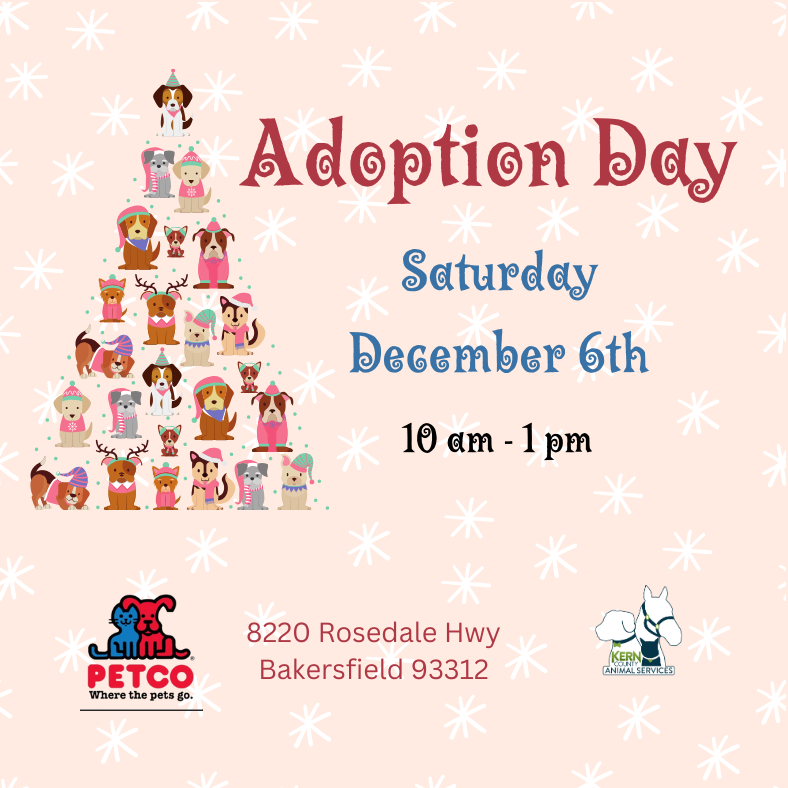 Adoption Day
Saturday
December 6th
10 am - 1 pm
PETCO
Where the pets go.
8220 Rosedale Hwy
Bakersfield 93312
KERN
COUNTY
ANIMAL SERVICES